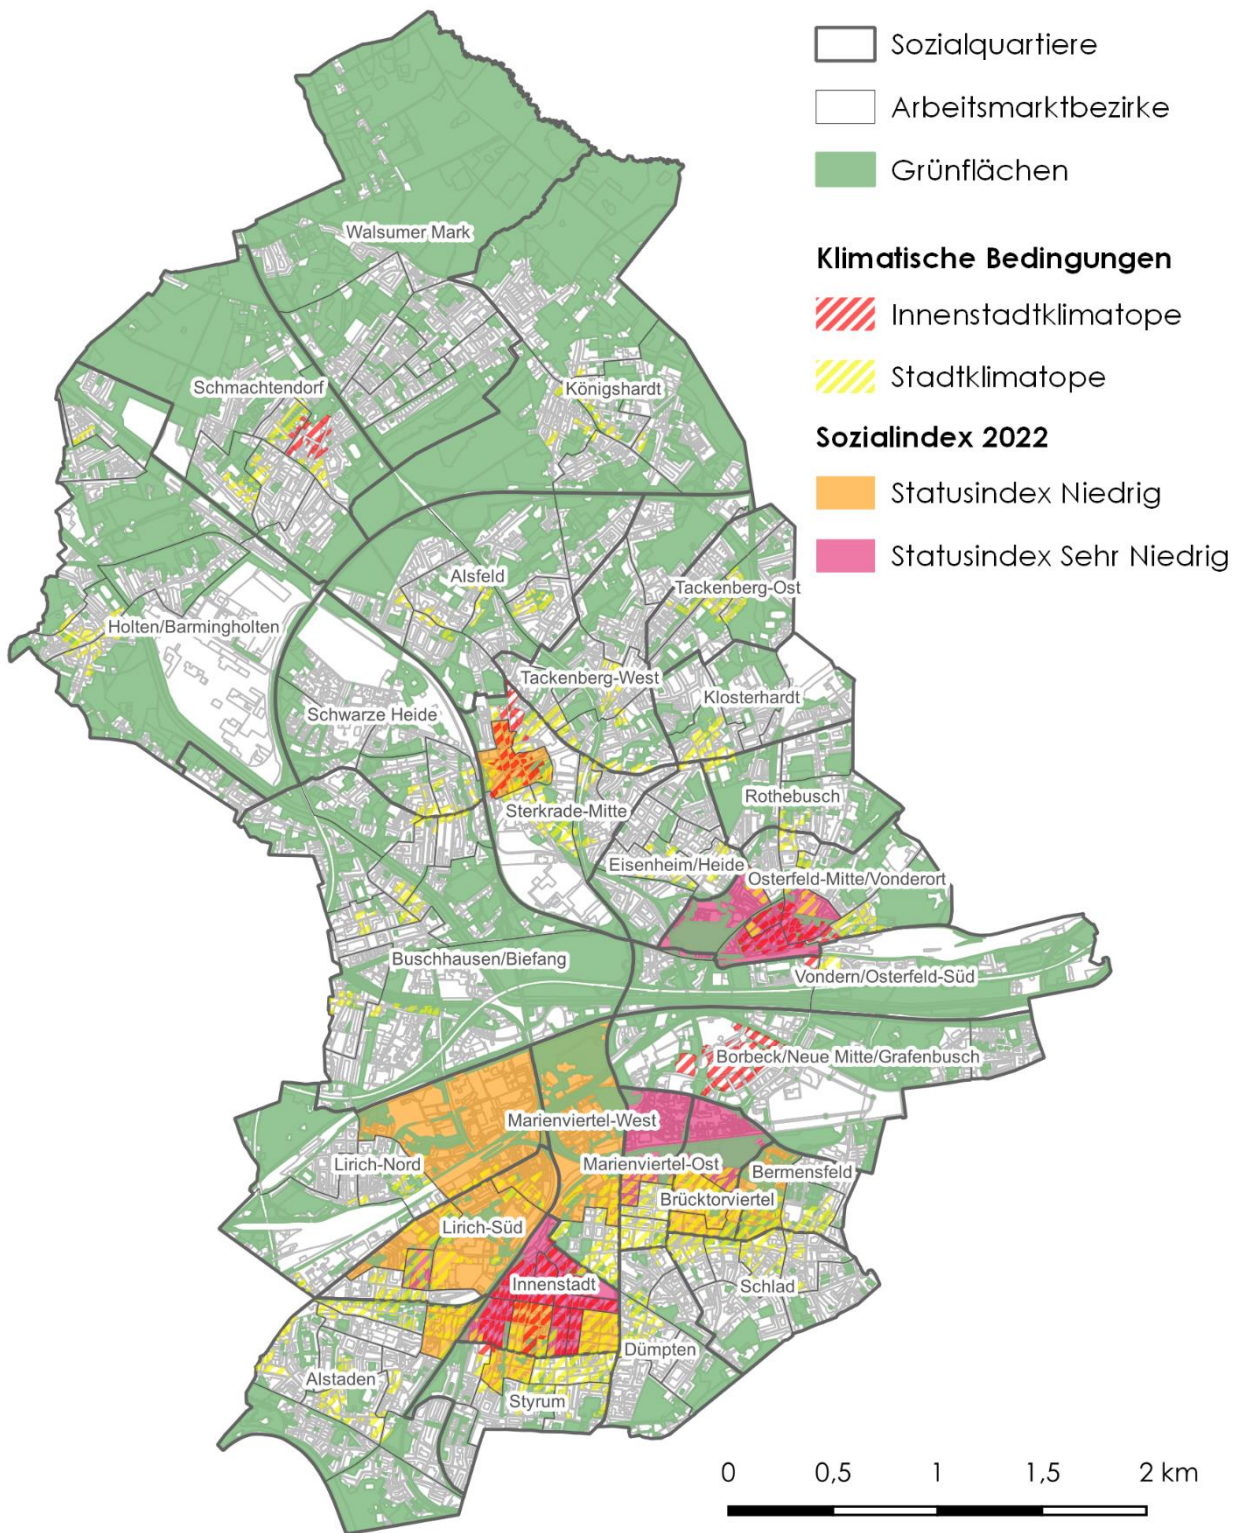 Sozialquartiere
Arbeitsmarktbezirke
Grünflächen
Klimatische Bedingungen
Innenstadtklimatope
Stadtklimatope
Sozialindex 2022
Statusindex Niedrig
Statusindex Sehr Niedrig
Walsumer Mark
Schmachtendorf
Königshardt
Alsfeld
Tackenberg-Ost
Holten/Barmingholten
Tackenberg-West
Klosterhardt
Schwarze Heide
Rothebusch
Sterkrade-Mitte
Eisenheim/Heide
Osterfeld-Mitte/Vonderort
Buschhausen/Biefang
Vondern/Osterfeld-Süd
Borbeck/Neue Mitte/Grafenbusch
Marienviertel-West
Lirich-Nord
Marienviertel-Ost
Bermensfeld
Brücktorviertel
Lirich-Süd
Innenstadt
Schlad
Dümpten
Alstaden
Styrum
0 0,5 1 1,5 2 km